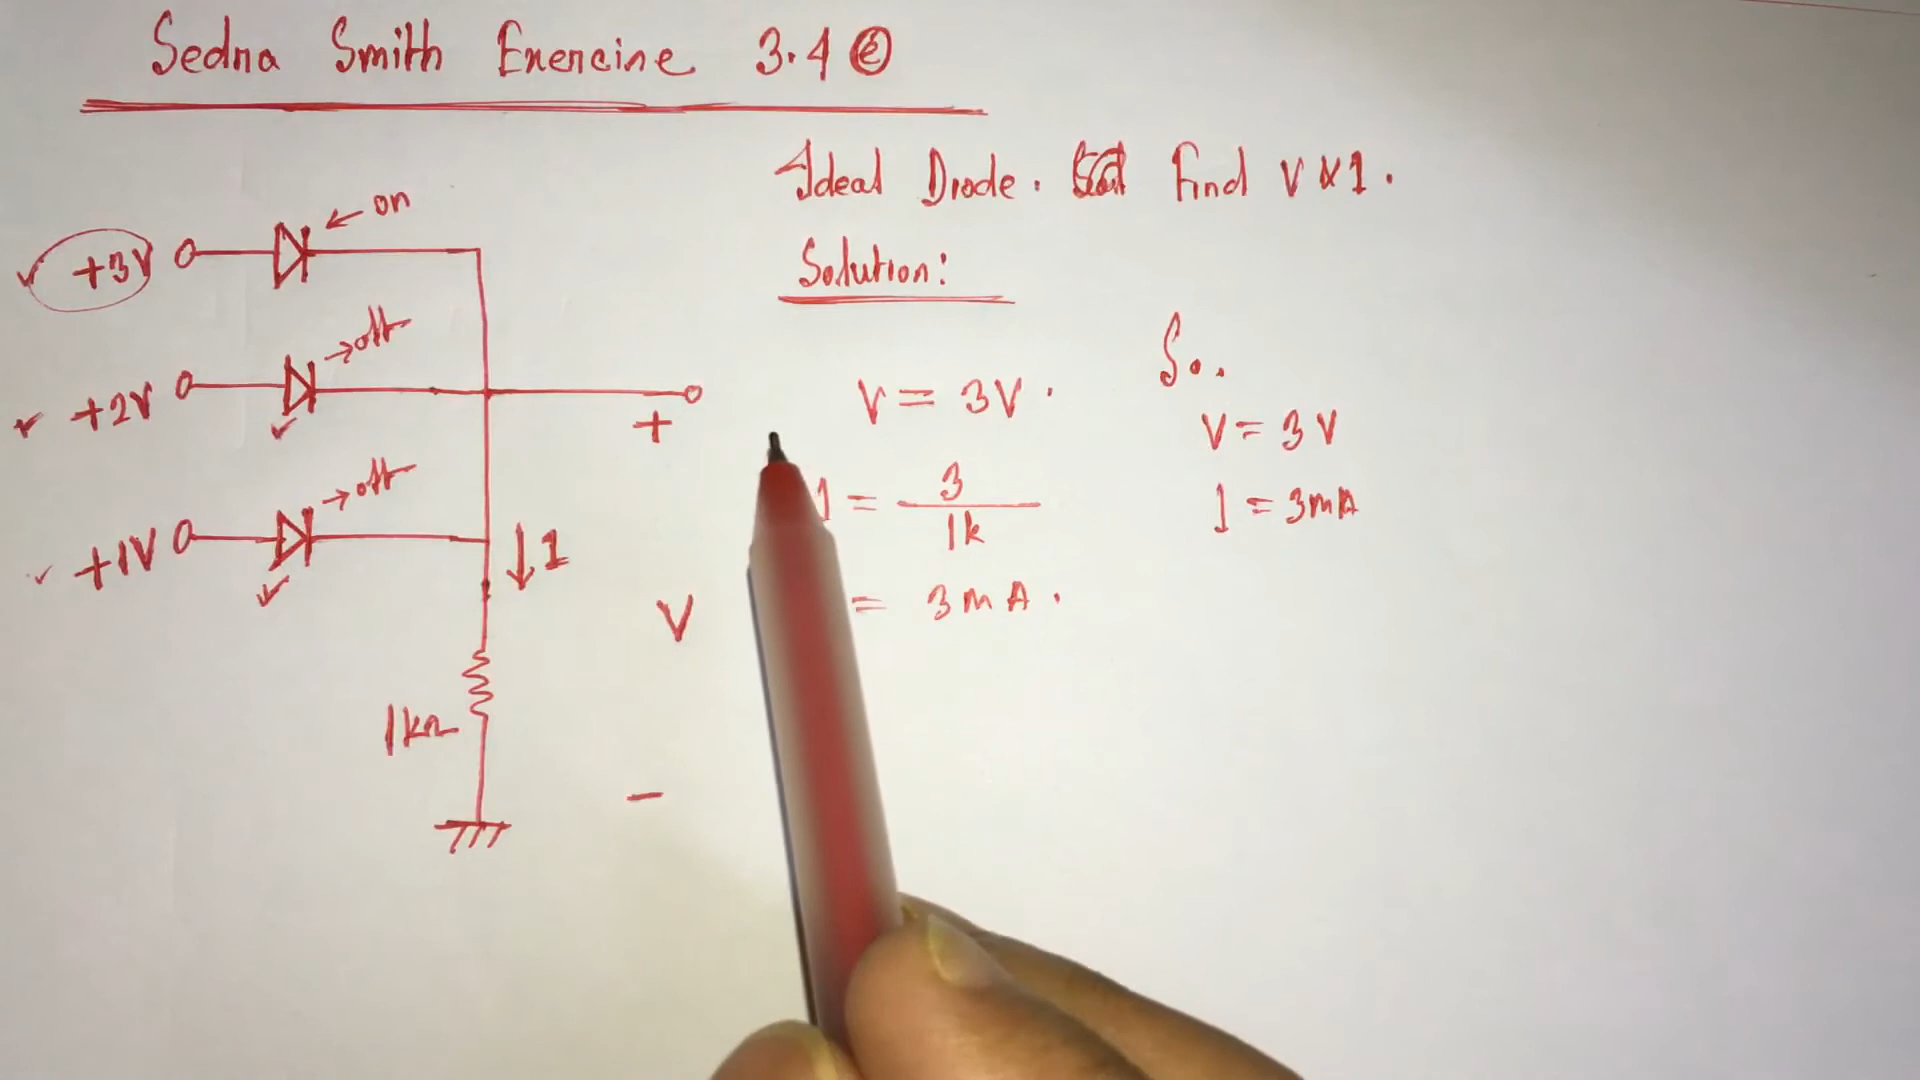 Sedra Smith Exercise 3.4 (e)
Ideal Diode. Find V & I.
Solution:
+3V
on
+2V
off
+1V
off
I
1kΩ
+
V
-
V = 3V.
I = 3/1k
= 3mA.
So.
V = 3V
I = 3mA